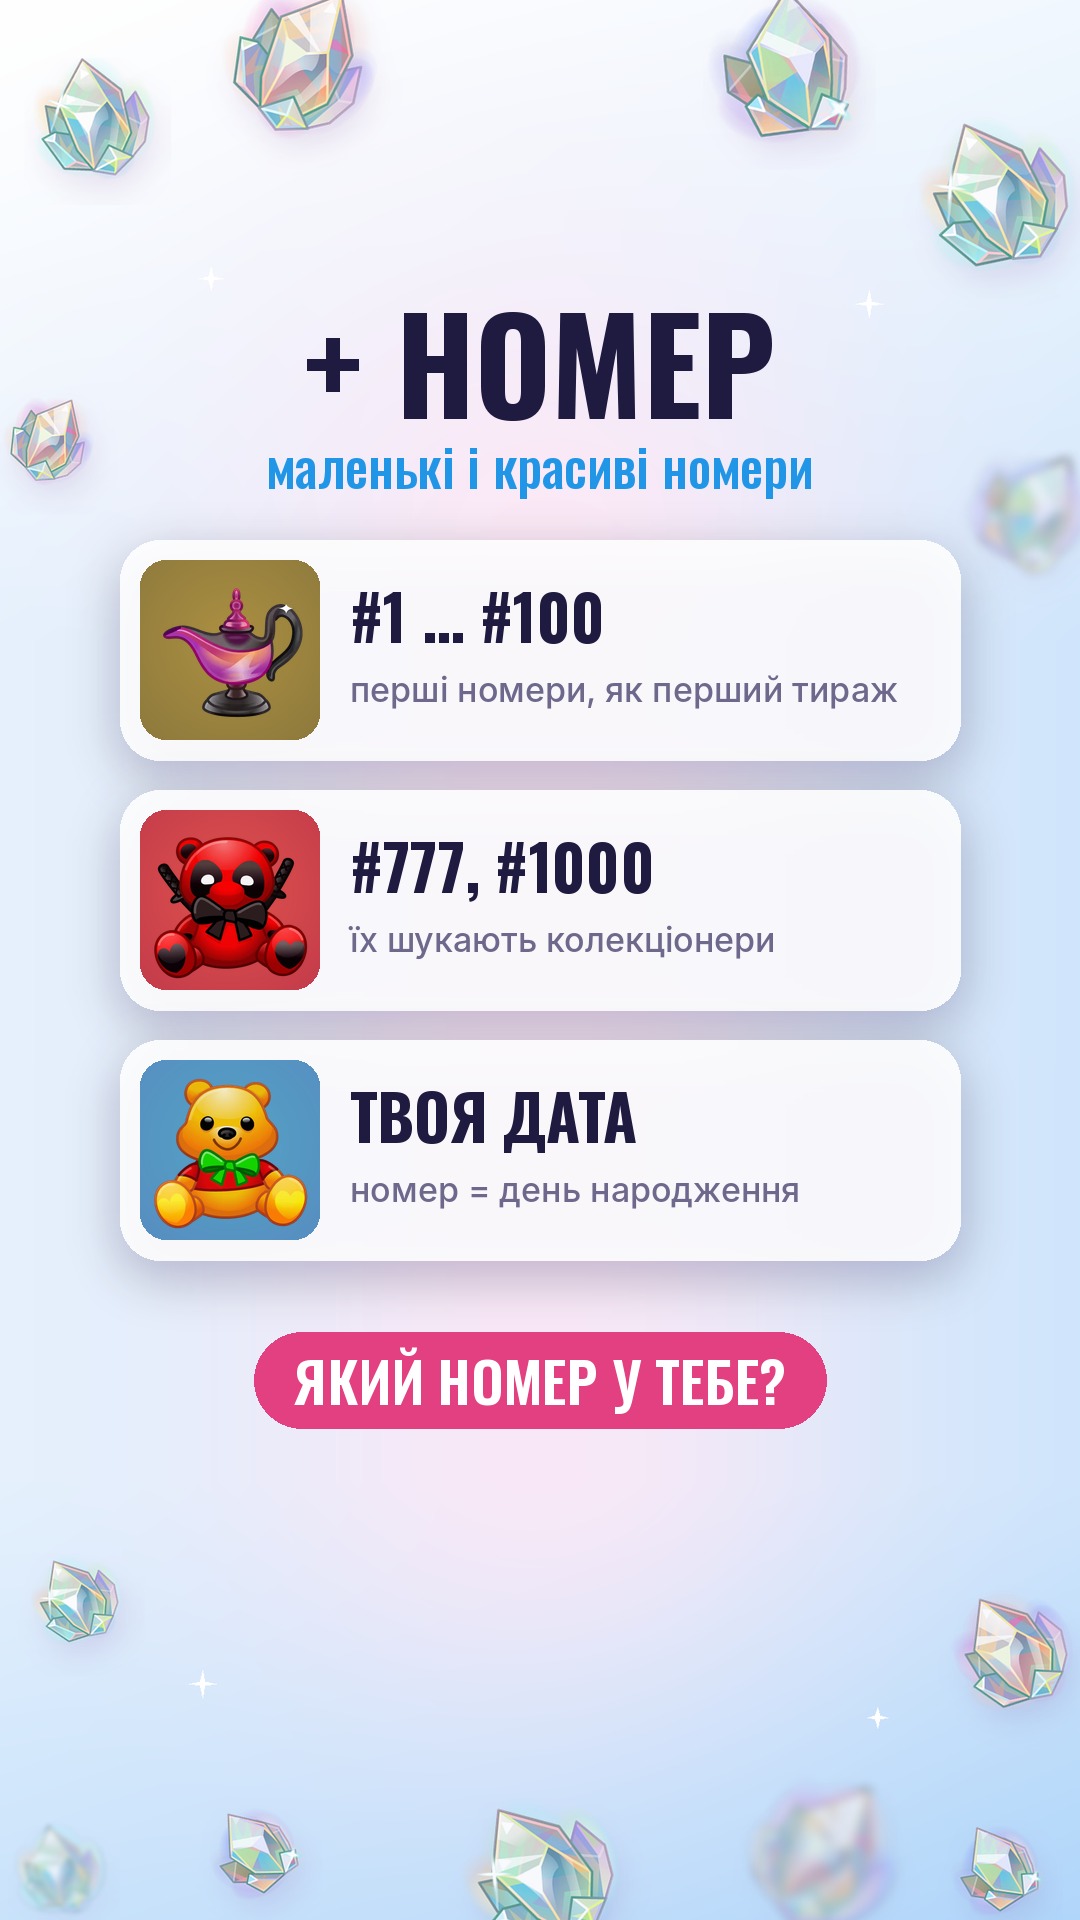 + НОМЕР
маленькі і красиві номери
#1 ... #100
перші номери, як перший тираж
#777, #1000
їх шукають колекціонери
ТВОЯ ДАТА
номер = день народження
ЯКИЙ НОМЕР У ТЕБЕ?